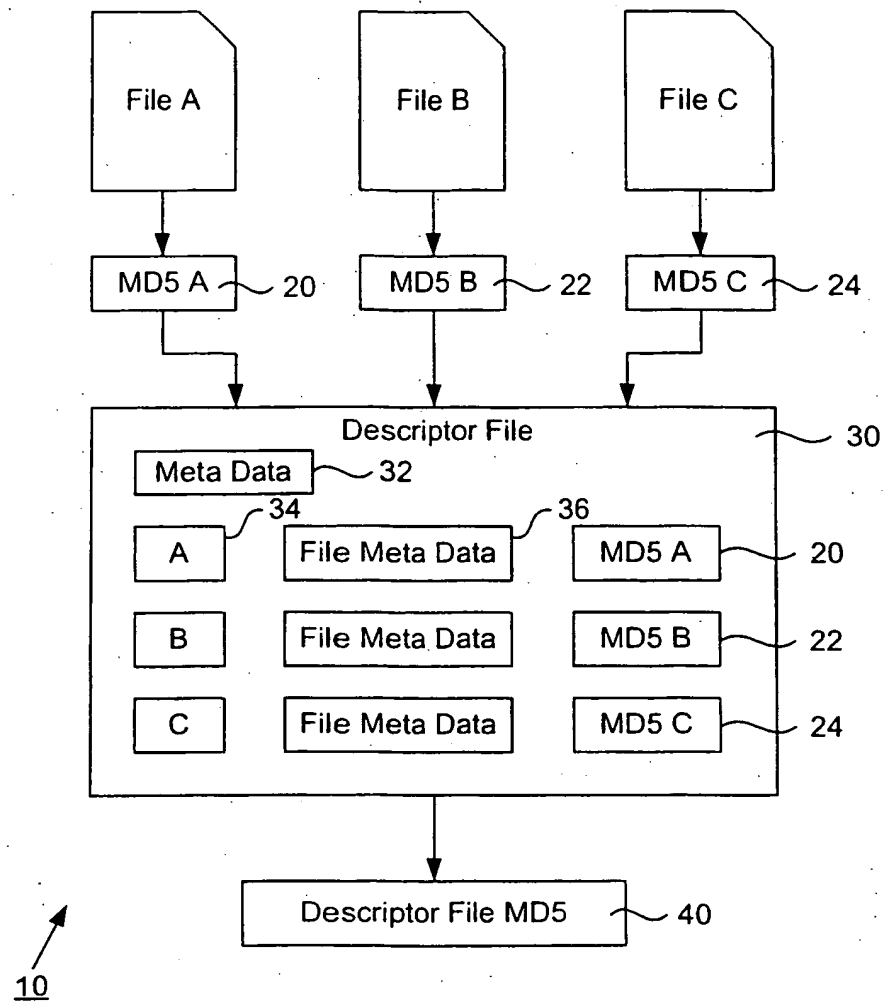 File A
File B
File C
MD5 A
20
MD5 B
22
MD5 C
24
Descriptor File
30
Meta Data
32
34
36
A
File Meta Data
MD5 A
20
B
File Meta Data
MD5 B
22
C
File Meta Data
MD5 C
24
Descriptor File MD5
40
10